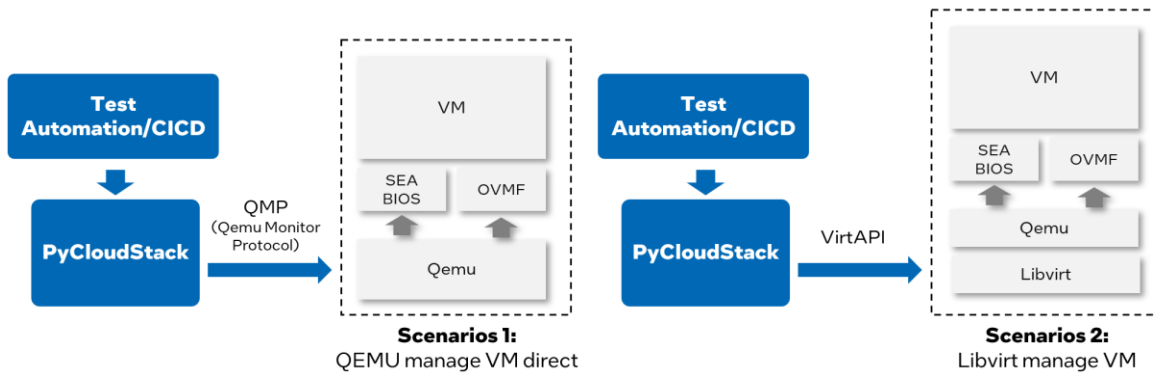 Test
Automation/CICD
PyCloudStack
QMP
(Qemu Monitor
Protocol)
VM
SEA
BIOS
OVMF
Qemu
Scenarios 1:
QEMU manage VM direct
Test
Automation/CICD
PyCloudStack
VirtAPI
VM
SEA
BIOS
OVMF
Qemu
Libvirt
Scenarios 2:
Libvirt manage VM